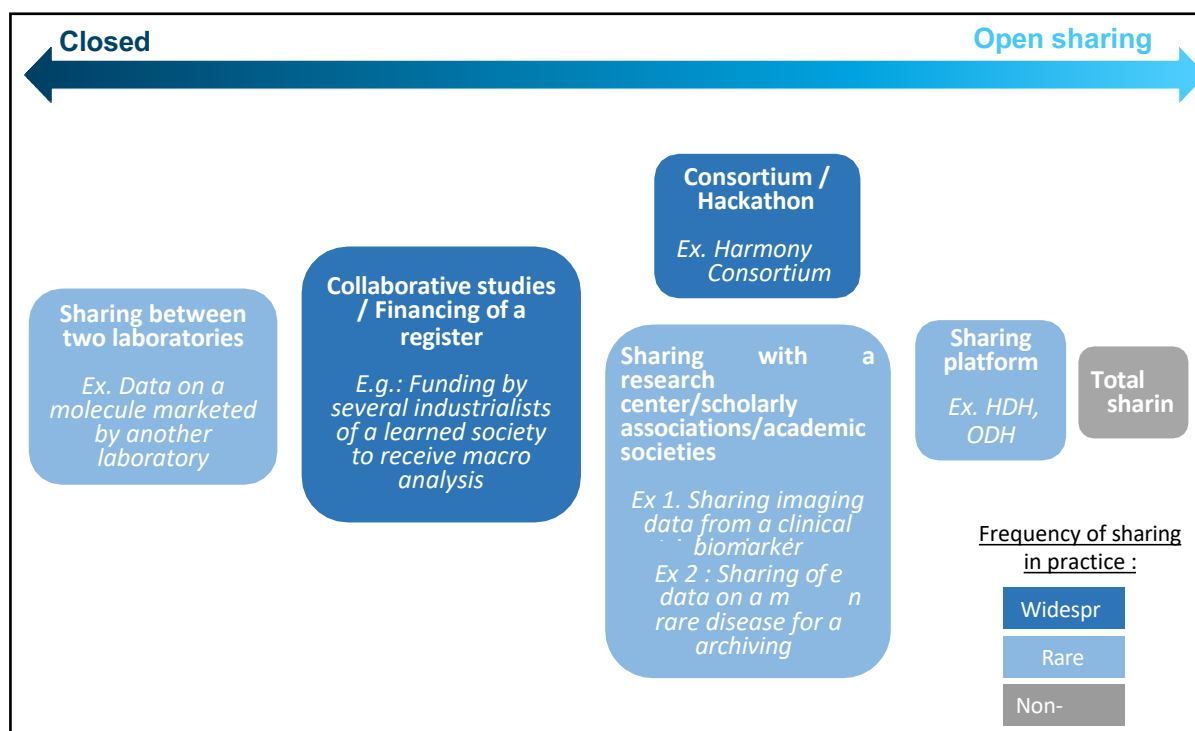 Closed
Open sharing
Consortium /
Hackathon
Ex. Harmony
Consortium
Collaborative studies
/ Financing of a
register
E.g.: Funding by
several industrialists
of a learned society
to receive macro
analysis
Sharing between
two laboratories
Ex. Data on a
molecule marketed
by another
laboratory
Sharing with a
research
center/scholarly
associations/academic
societies
Ex 1. Sharing imaging
data from a clinical
biomarker
Ex 2 : Sharing of e
data on a m n
rare disease for a
archiving
Sharing
platform
Ex. HDH,
ODH
Total
sharin
Frequency of sharing
in practice :
Widespr
Rare
Non-